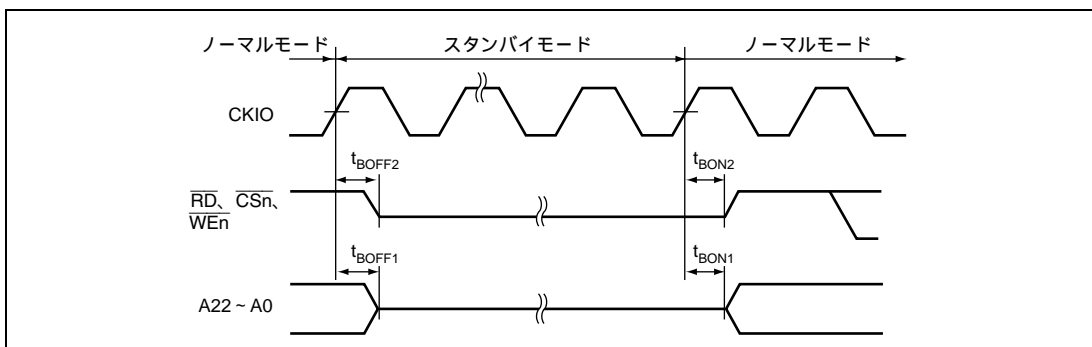 ノーマルモード スタンバイモード ノーマルモード
CKIO
tBOFF2 tBON2
RD、CSn、
WEn
tBOFF1 tBON1
A22 ~ A0